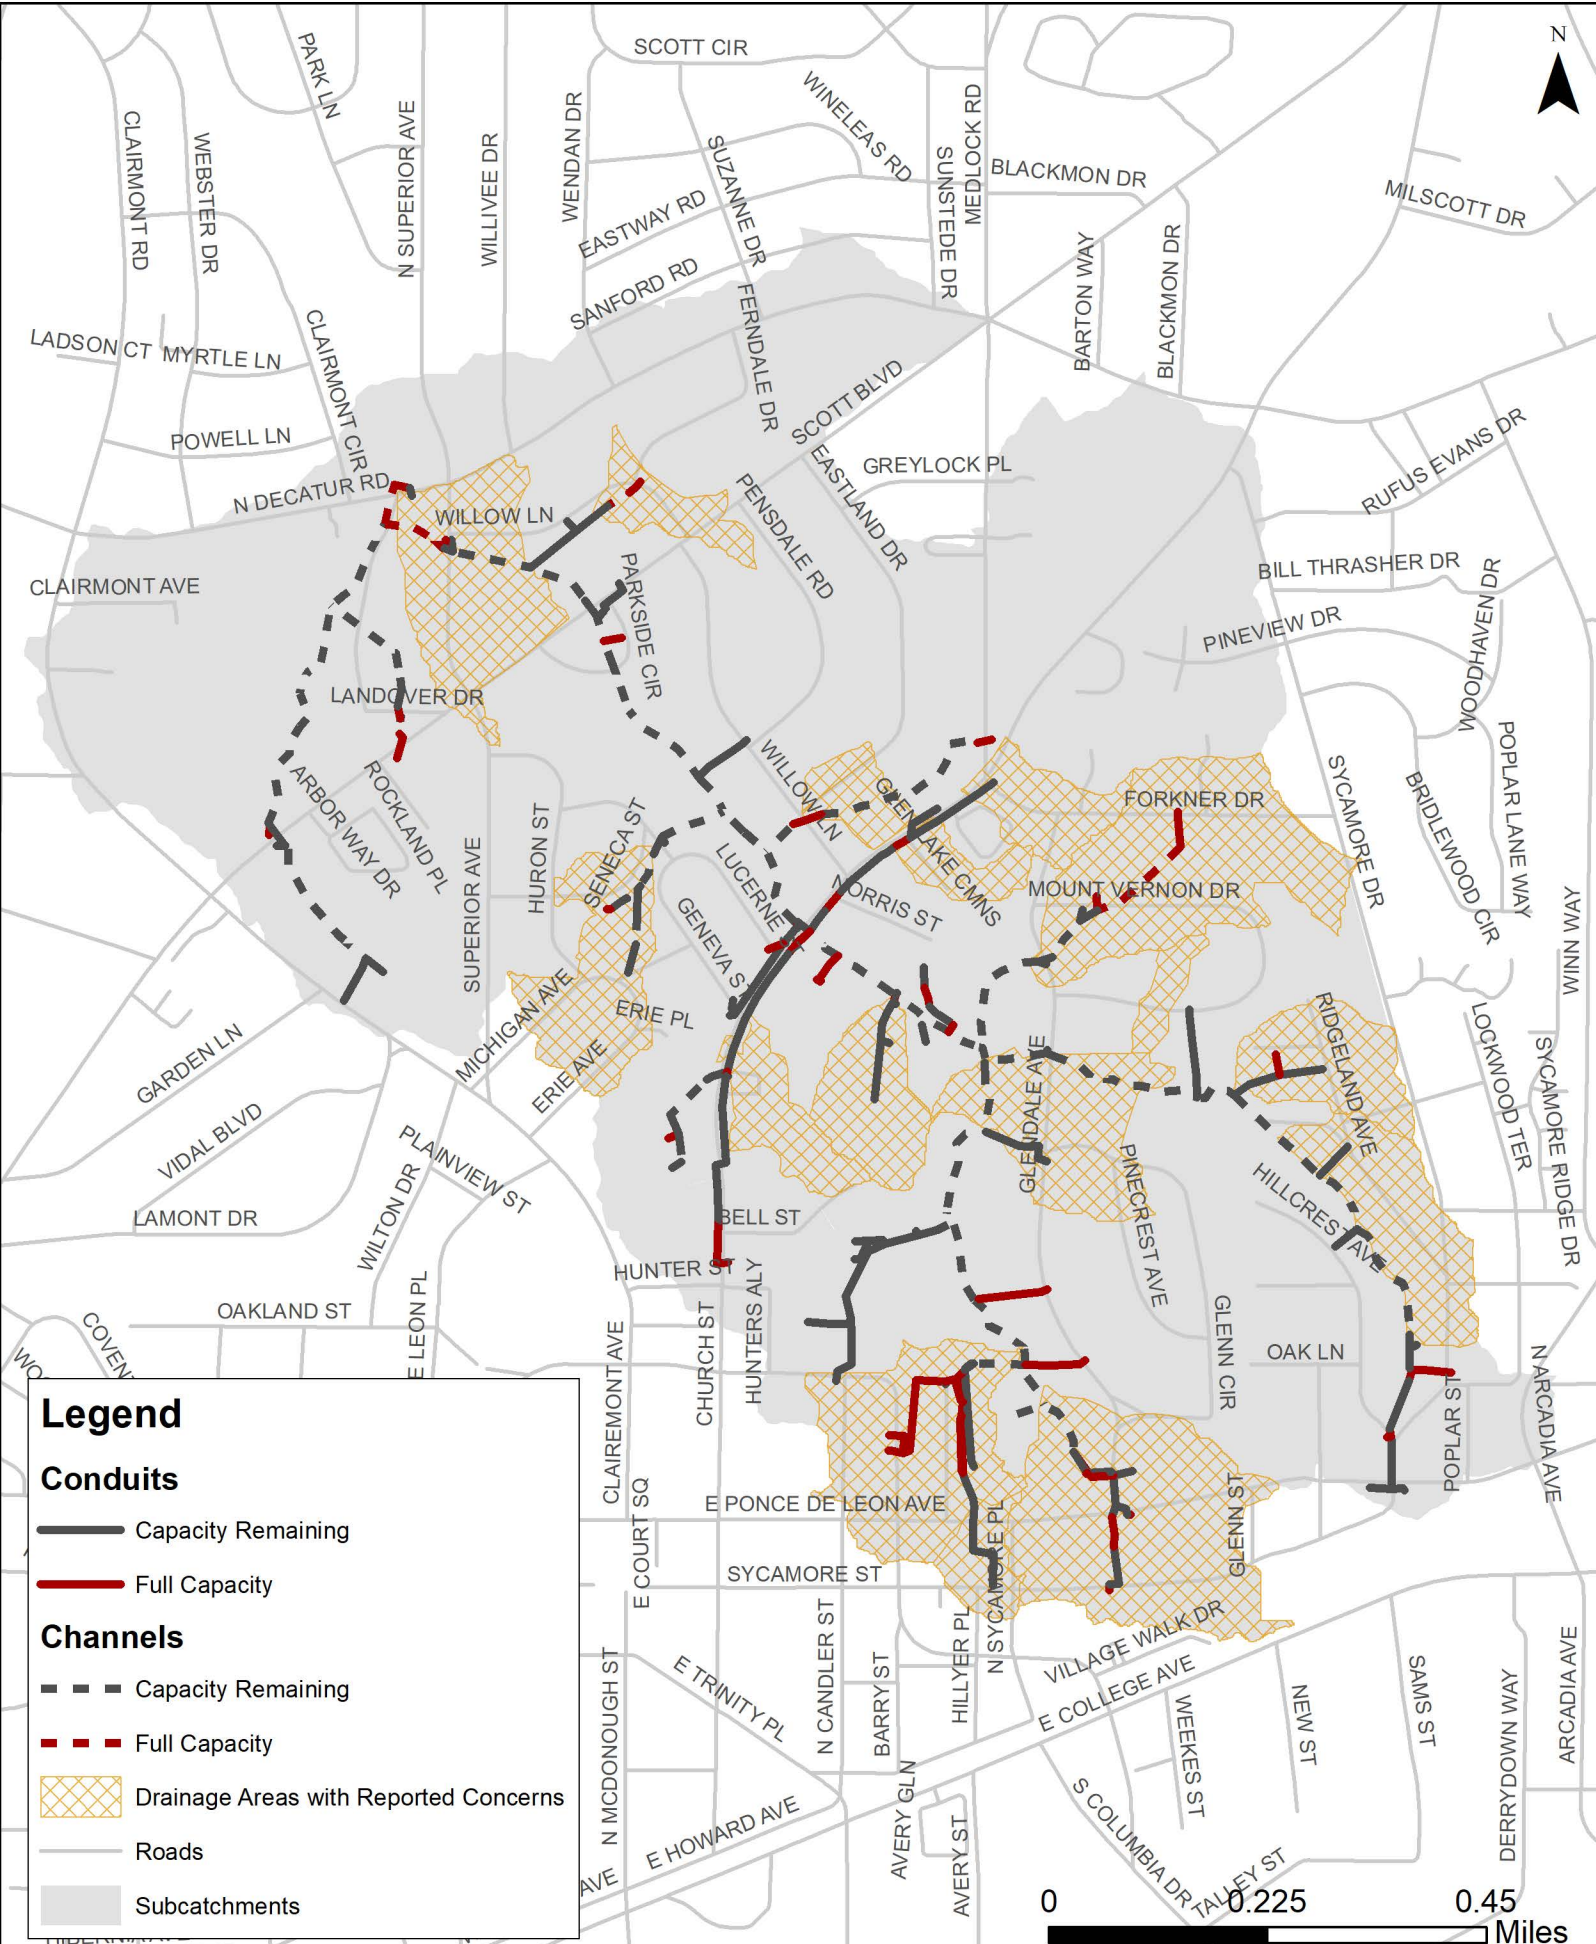 SCOTT CIR
N
PARK LN
WINELEAS RD
CLAIRMONT RD
WEBSTER DR
N SUPERIOR AVE
WILLIVEE DR
WENDAN DR
SUZANNE DR
SUNSTEDE DR
MEDLOCK RD
BLACKMON DR
MILSCOTT DR
EASTWAY RD
SANFORD RD
BARTON WAY
BLACKMON DR
LADSON CT
MYRTLE LN
CLAIRMONT CIR
FERNDALE DR
SCOTT BLVD
POWELL LN
N DECATUR RD
WILLOW LN
PENSDALE RD
EASTLAND DR
GREYLOCK PL
RUFUS EVANS DR
CLAIRMONT AVE
PARKSIDE CIR
BILL THRASHER DR
PINEVIEW DR
WOODHAVEN DR
LANDOVER DR
ARBOR WAY DR
ROCKLAND PL
WILLOW LN
GLENLAKE CMNS
FORKNER DR
SYCAMORE DR
BRIDLEWOOD CIR
POPLAR LANE WAY
SUPERIOR AVE
HURON ST
SENECA ST
LUCERNE ST
GENEVA ST
NORRIS ST
MOUNT VERNON DR
WINN WAY
MICHIGAN AVE
ERIE PL
ERIE AVE
GARDEN LN
VIDAL BLVD
PLAINVIEW ST
GLENDALE AVE
PINECREST AVE
RIDGELAND AVE
LOCKWOOD TER
SYCAMORE RIDGE DR
HILLCREST AVE
LAMONT DR
WILTON DR
BELL ST
HUNTER ST
OAKLAND ST
E LEON PL
COVEN
WO
CLAIREMONT AVE
CHURCH ST
HUNTERS ALY
GLENN CIR
OAK LN
POPLAR ST
N ARCADIA AVE
Legend
Conduits
Capacity Remaining
Full Capacity
Channels
Capacity Remaining
Full Capacity
Drainage Areas with Reported Concerns
Roads
Subcatchments
E COURT SQ
E PONCE DE LEON AVE
SYCAMORE ST
N SYCAMORE PL
GLENN ST
VILLAGE WALK DR
E COLLEGE AVE
N MCDONOUGH ST
E TRINITY PL
N CANDLER ST
BARRY ST
HILLYER PL
WEEKES ST
NEW ST
SAMS ST
DERRYDOWN WAY
ARCADIA AVE
E HOWARD AVE
AVE
AVERY GLN
AVERY ST
S COLUMBIA DR
TALLEY ST
0 0.225 0.45
Miles